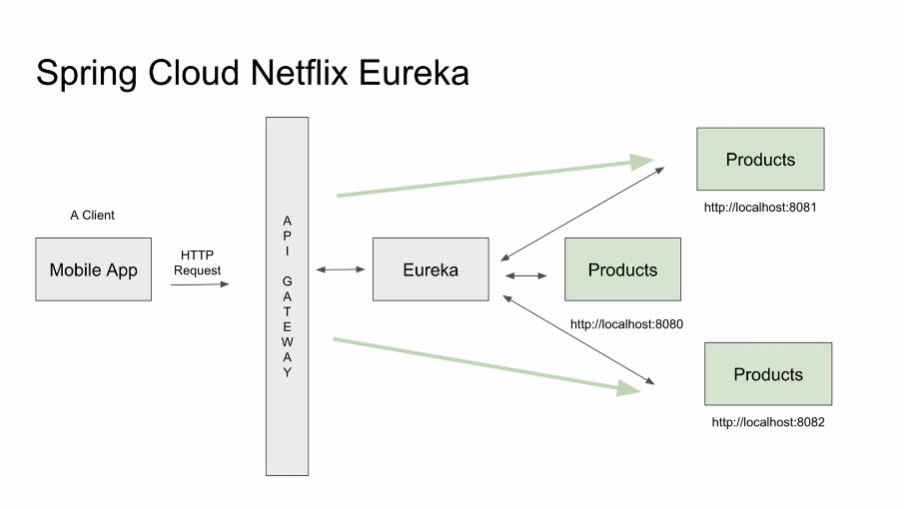 Spring Cloud Netflix Eureka
A Client
Mobile App
HTTP
Request
API GATEWAY
Eureka
Products
http://localhost:8081
Products
http://localhost:8080
Products
http://localhost:8082